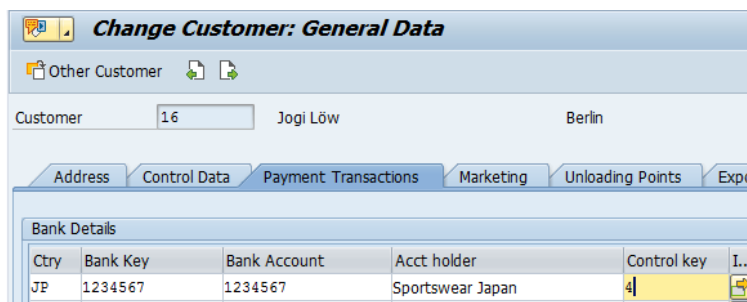 Change Customer: General Data
Other Customer
Customer 16 Jogi Löw Berlin
Address Control Data Payment Transactions Marketing Unloading Points Expo
Bank Details
Ctry Bank Key Bank Account Acct holder Control key I..
JP 1234567 1234567 Sportswear Japan 4